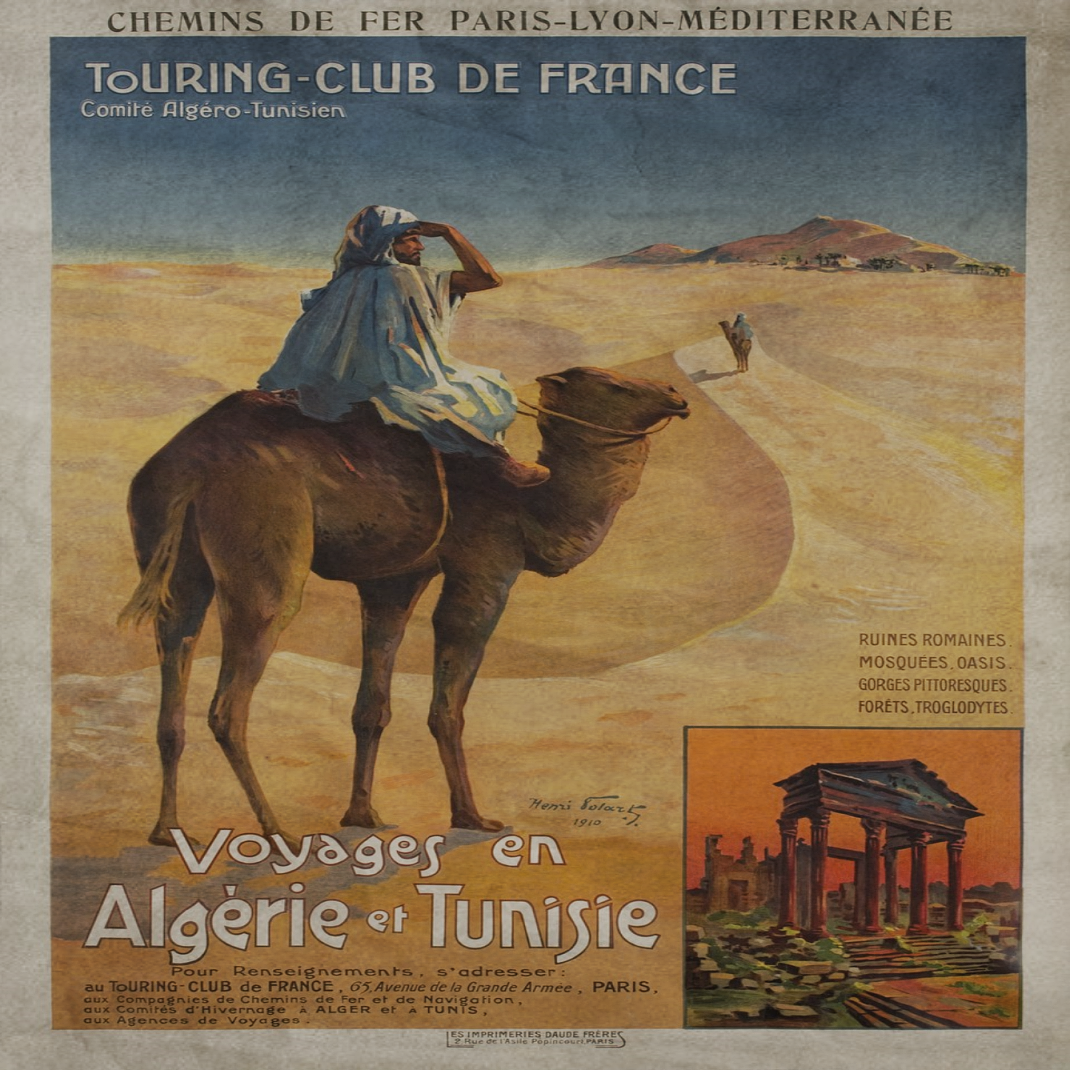 CHEMINS DE FER PARIS-LYON-MÉDITERRANÉE
TOURING-CLUB DE FRANCE
Comité Algéro-Tunisien
RUINES ROMAINES.
MOSQUÉES, OASIS.
GORGES PITTORESQUES.
FORÊTS, TROGLODYTES.
Henri Polart
1910
Voyages en
Algérie et Tunisie
Pour Renseignements, s'adresser:
au TOURING-CLUB de FRANCE, 65, Avenue de la Grande Armée, PARIS,
aux Compagnies de Chemins de Fer et de Navigation,
aux Comités d'Hivernage à ALGER et à TUNIS,
aux Agences de Voyages.
LES IMPRIMERIES DAUDE FRÈRES
2 Rue de l'Asile Popincourt. PARIS